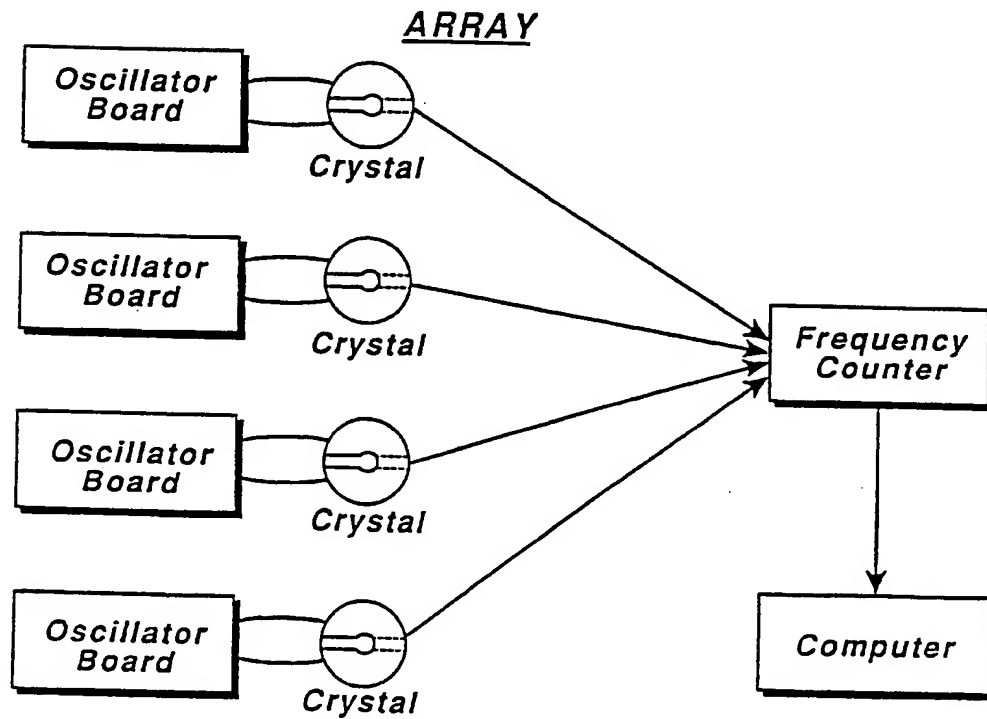 ARRAY
Oscillator
Board
Crystal
Oscillator
Board
Crystal
Oscillator
Board
Crystal
Oscillator
Board
Crystal
Frequency
Counter
Computer